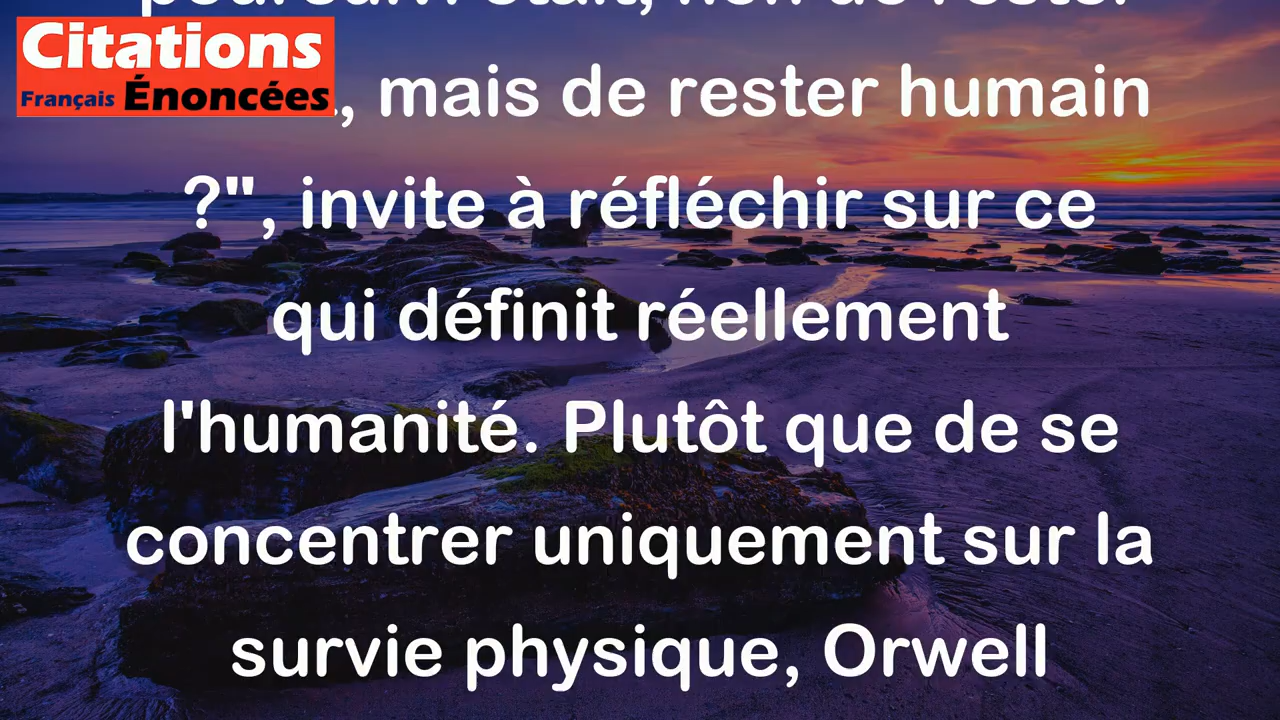 Citations
Français Énoncées
, mais de rester humain
?", invite à réfléchir sur ce
qui définit réellement
l'humanité. Plutôt que de se
concentrer uniquement sur la
survie physique, Orwell